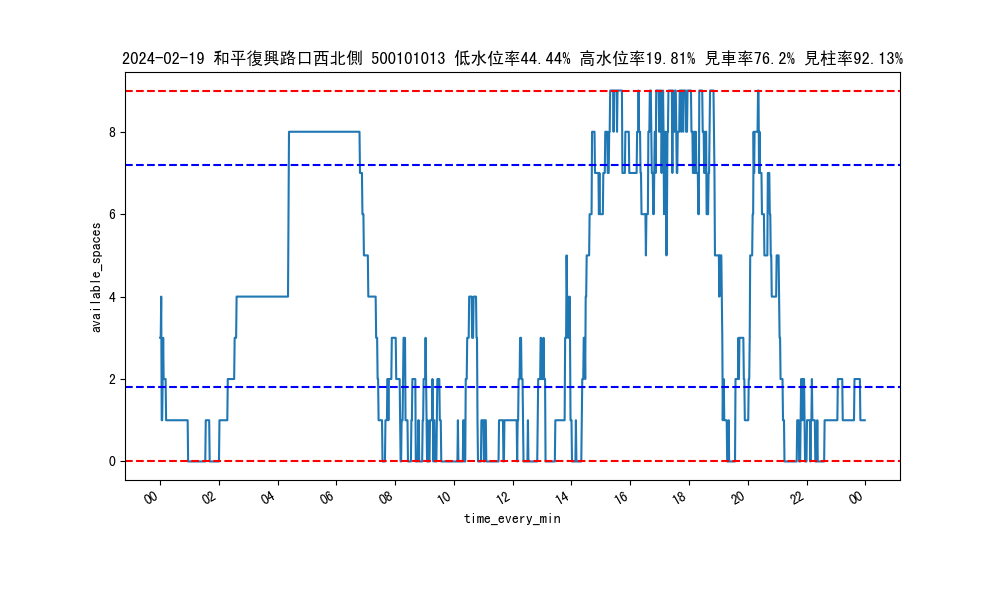 2024-02-19 和平復興路口西北側 500101013 低水位率44.44% 高水位率19.81% 見車率76.2% 見柱率92.13%
available_spaces
8
6
4
2
0
00 02 04 06 08 10 12 14 16 18 20 22 00
time_every_min